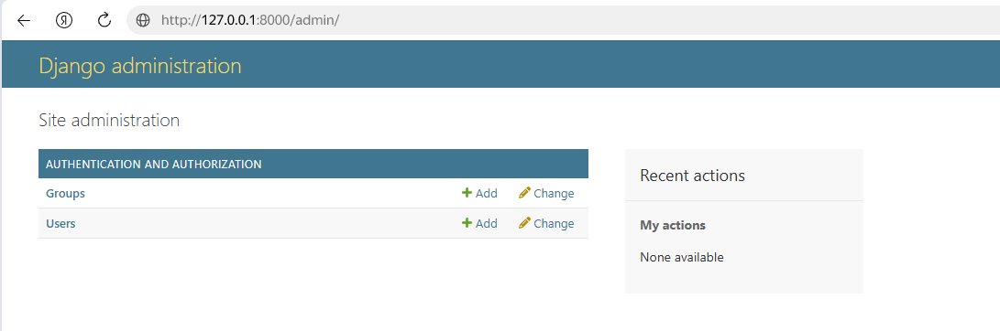 Я http://127.0.0.1:8000/admin/
Django administration
Site administration
AUTHENTICATION AND AUTHORIZATION
Groups Add Change
Users Add Change
Recent actions
My actions
None available